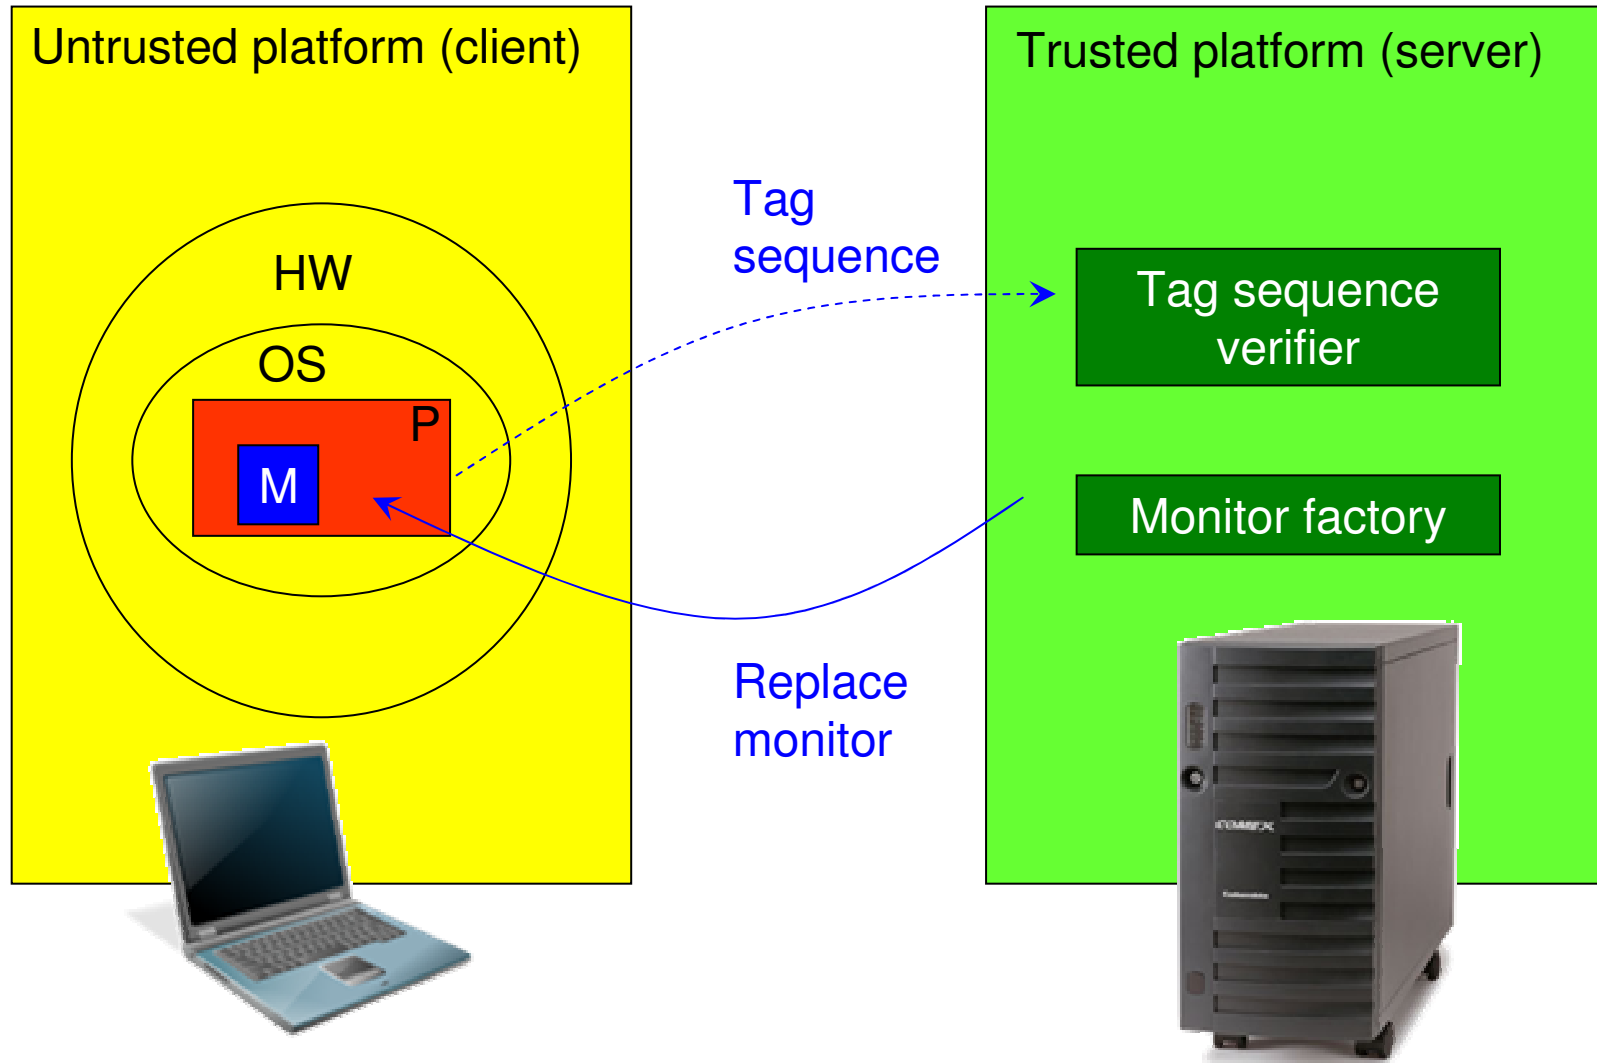 Untrusted platform (client)
Trusted platform (server)
Tag
sequence
HW
Tag sequence
verifier
OS
P
M
Monitor factory
Replace
monitor